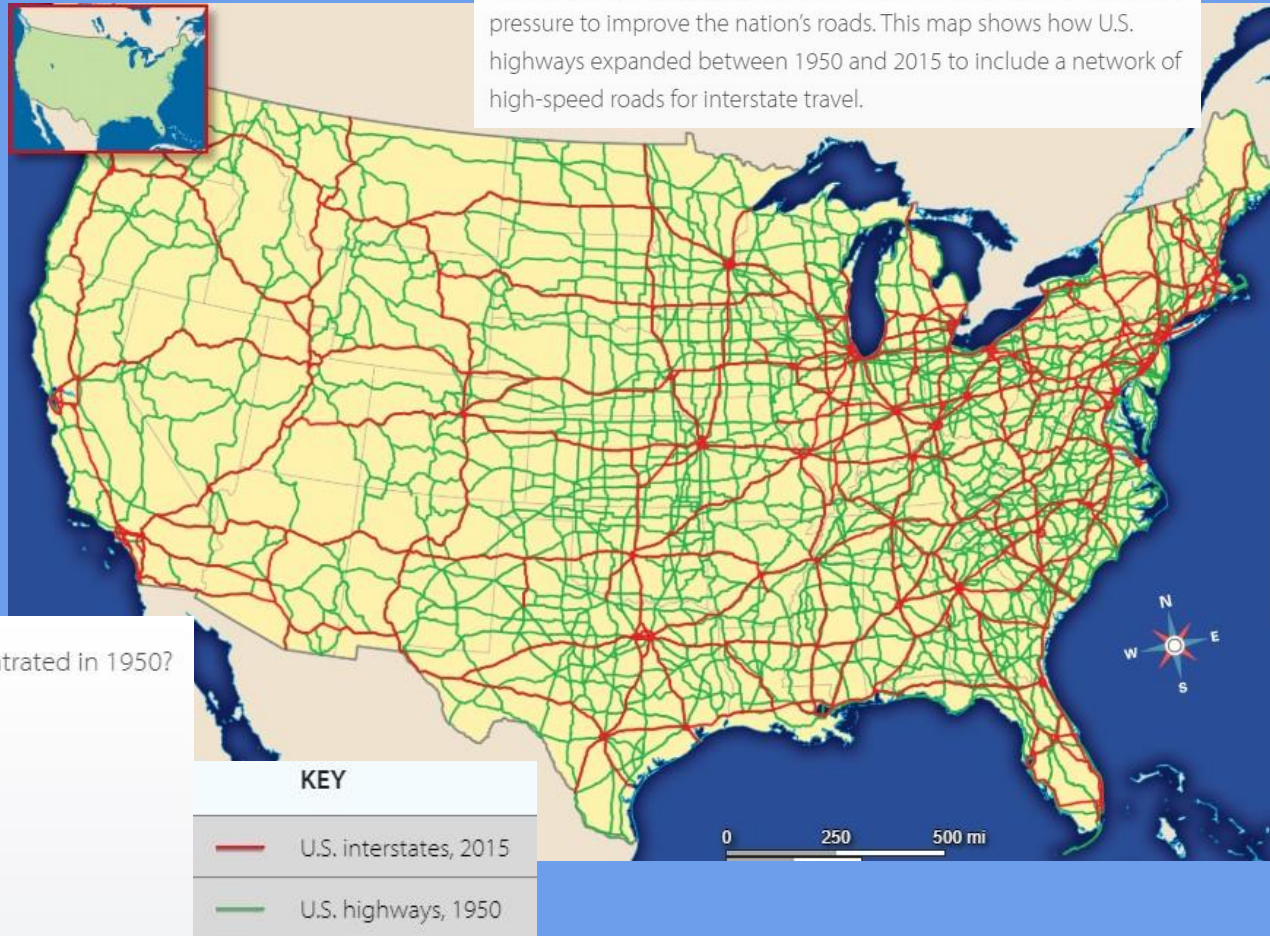 pressure to improve the nation's roads. This map shows how U.S.
highways expanded between 1950 and 2015 to include a network of
high-speed roads for interstate travel.
N
W
E
S
trated in 1950?
KEY
U.S. interstates, 2015
U.S. highways, 1950
0 250 500 mi